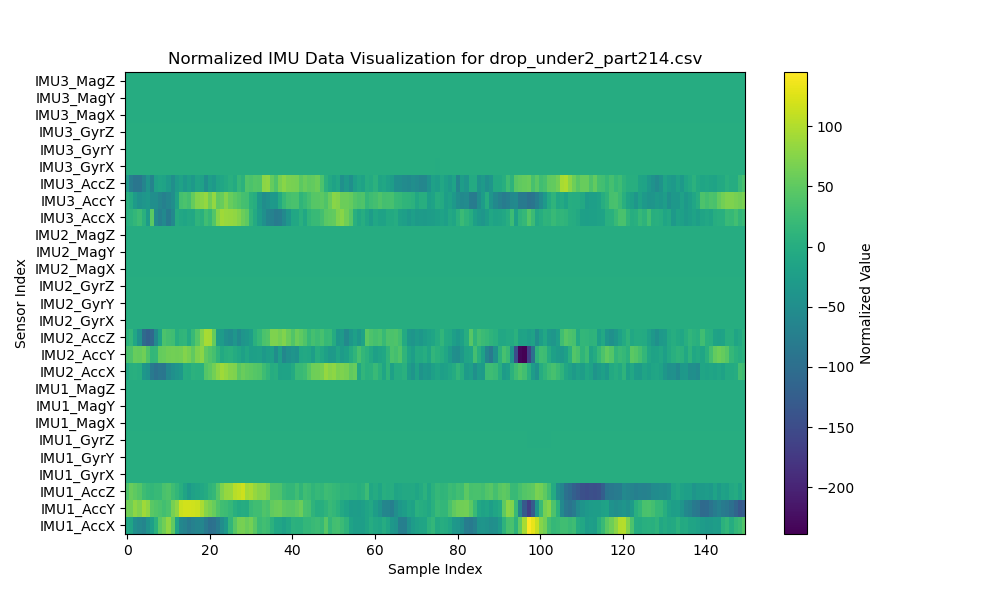 Normalized IMU Data Visualization for drop_under2_part214.csv
IMU3_MagZ
IMU3_MagY
IMU3_MagX
IMU3_GyrZ
IMU3_GyrY
IMU3_GyrX
IMU3_AccZ
IMU3_AccY
IMU3_AccX
IMU2_MagZ
IMU2_MagY
IMU2_MagX
IMU2_GyrZ
IMU2_GyrY
IMU2_GyrX
IMU2_AccZ
IMU2_AccY
IMU2_AccX
IMU1_MagZ
IMU1_MagY
IMU1_MagX
IMU1_GyrZ
IMU1_GyrY
IMU1_GyrX
IMU1_AccZ
IMU1_AccY
IMU1_AccX
Sensor Index
0 20 40 60 80 100 120 140
Sample Index
100
50
0
−50
−100
−150
−200
Normalized Value